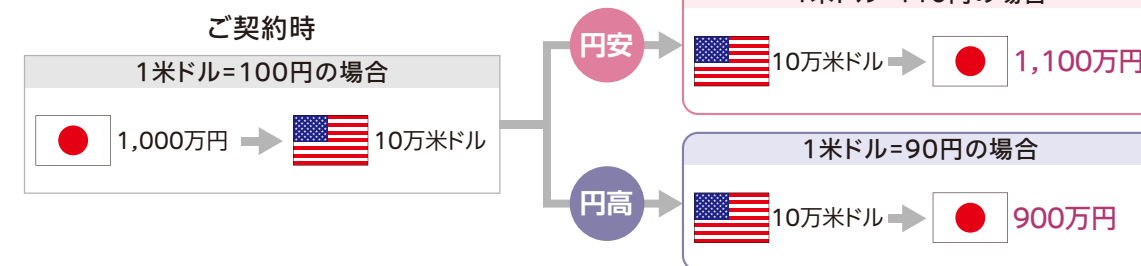 ご契約時
1米ドル=100円の場合
1,000万円
10万米ドル
円安
10万米ドル
1,100万円
円高
1米ドル=90円の場合
10万米ドル
900万円